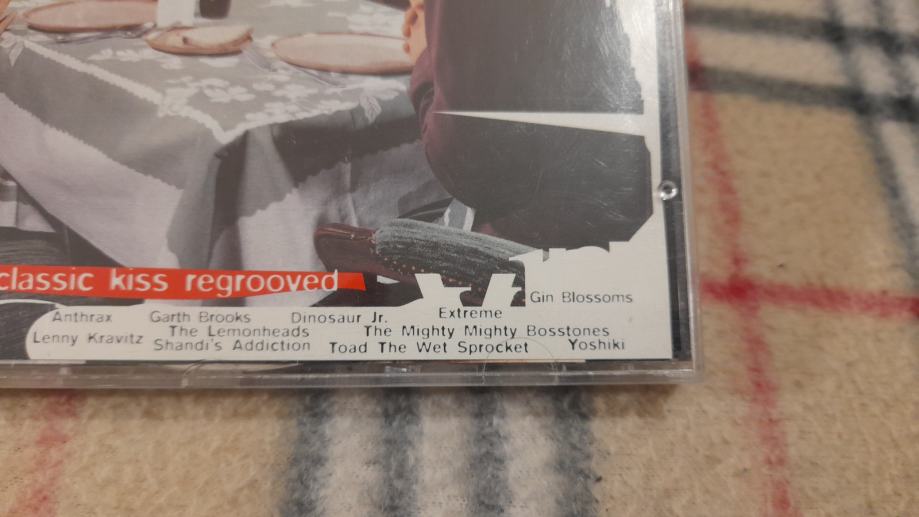 classic kiss regrooved
Gin Blossoms
Anthrax Garth Brooks Dinosaur Jr. Extreme
Lenny Kravitz The Lemonheads The Mighty Mighty Bosstones
Shandi's Addiction Toad The Wet Sprocket Yoshiki